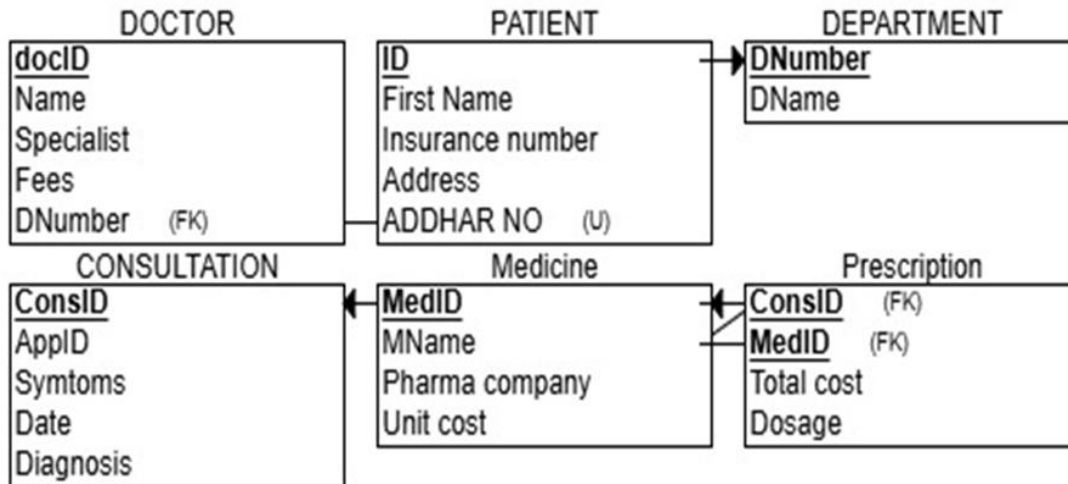 DOCTOR
docID
Name
Specialist
Fees
DNumber (FK)
PATIENT
ID
First Name
Insurance number
Address
ADDHAR NO (U)
DEPARTMENT
DNumber
DName
CONSULTATION
ConsID
AppID
Symtoms
Date
Diagnosis
Medicine
MedID
MName
Pharma company
Unit cost
Prescription
ConsID (FK)
MedID (FK)
Total cost
Dosage